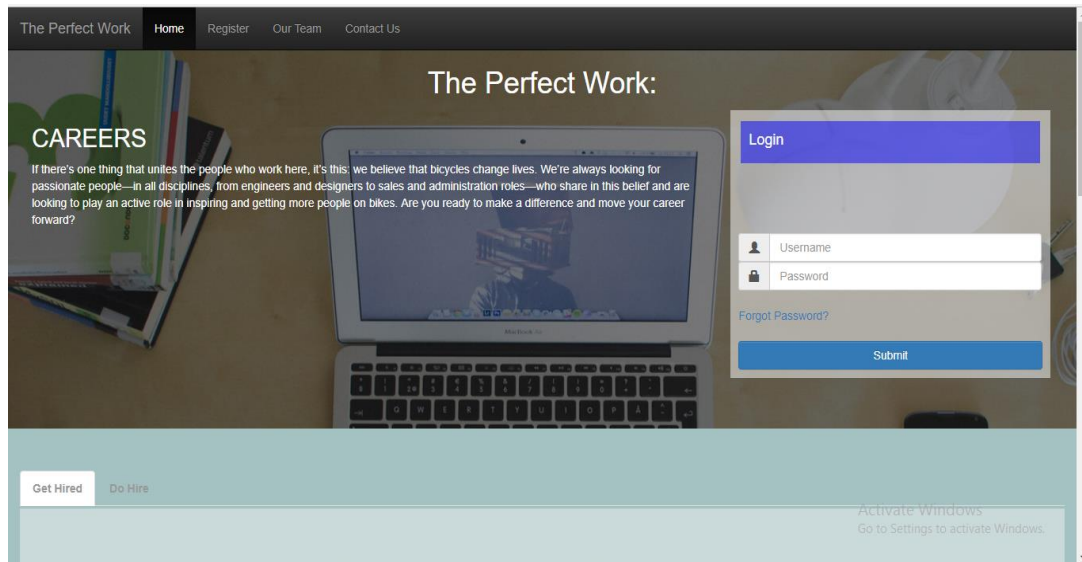 The Perfect Work Home Register Our Team Contact Us
The Perfect Work:
CAREERS
If there's one thing that unites the people who work here, it's this: we believe that bicycles change lives. We're always looking for
passionate people—in all disciplines, from engineers and designers to sales and administration roles—who share in this belief and are
looking to play an active role in inspiring and getting more people on bikes. Are you ready to make a difference and move your career
forward?
Login
Username
Password
Forgot Password?
Submit
Get Hired Do Hire
Activate Windows
Go to Settings to activate Windows.